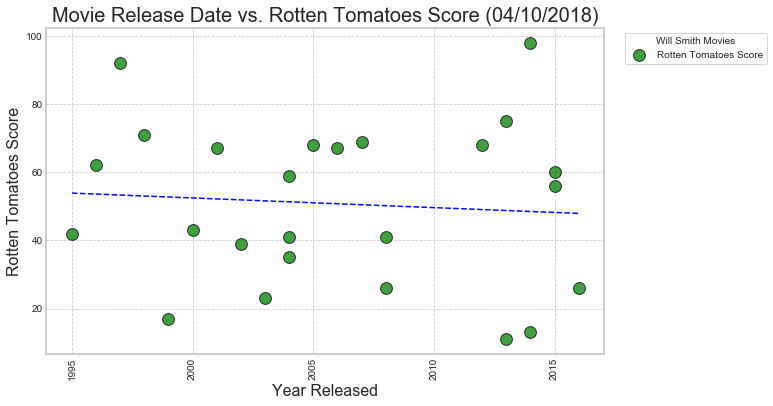 Movie Release Date vs. Rotten Tomatoes Score (04/10/2018)
Will Smith Movies
Rotten Tomatoes Score
Rotten Tomatoes Score
100
80
60
40
20
1995
2000
2005
2010
2015
Year Released